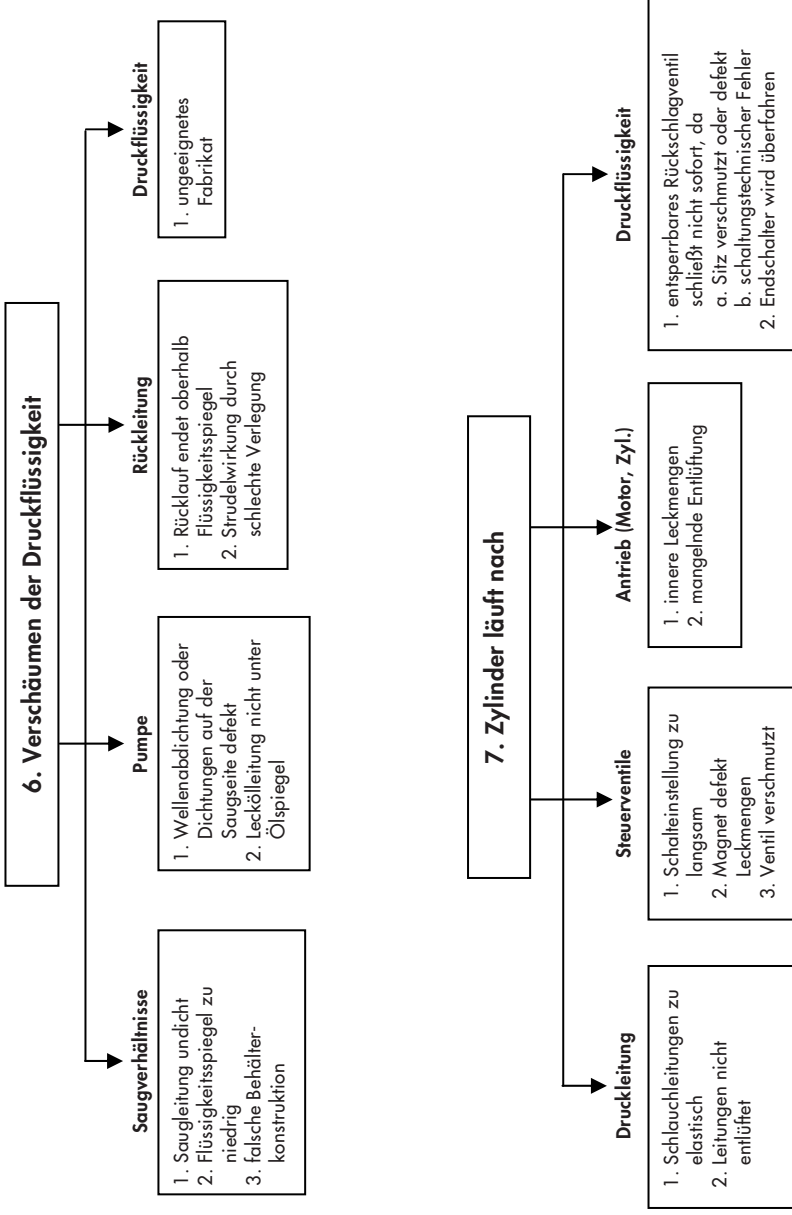 6. Verschäumen der Druckflüssigkeit
Saugverhältnisse
1. Saugleitung undicht
2. Flüssigkeitsspiegel zu
niedrig
3. falsche Behälter-
konstruktion
Pumpe
1. Wellenabdichtung oder
Dichtungen auf der
Saugseite defekt
2. Leckölleitung nicht unter
Ölspiegel
Rückleitung
1. Rücklauf endet oberhalb
Flüssigkeitsspiegel
2. Strudelwirkung durch
schlechte Verlegung
Druckflüssigkeit
1. ungeeignetes
Fabrikat
7. Zylinder läuft nach
Druckleitung
1. Schlauchleitungen zu
elastisch
2. Leitungen nicht
entlüftet
Steuerventile
1. Schalteinstellung zu
langsam
2. Magnet defekt
Leckmengen
3. Ventil verschmutzt
Antrieb (Motor, Zyl.)
1. innere Leckmengen
2. mangelnde Entlüftung
Druckflüssigkeit
1. entsperrbares Rückschlagventil
schließt nicht sofort, da
a. Sitz verschmutzt oder defekt
b. schaltungstechnischer Fehler
2. Endschalter wird überfahren